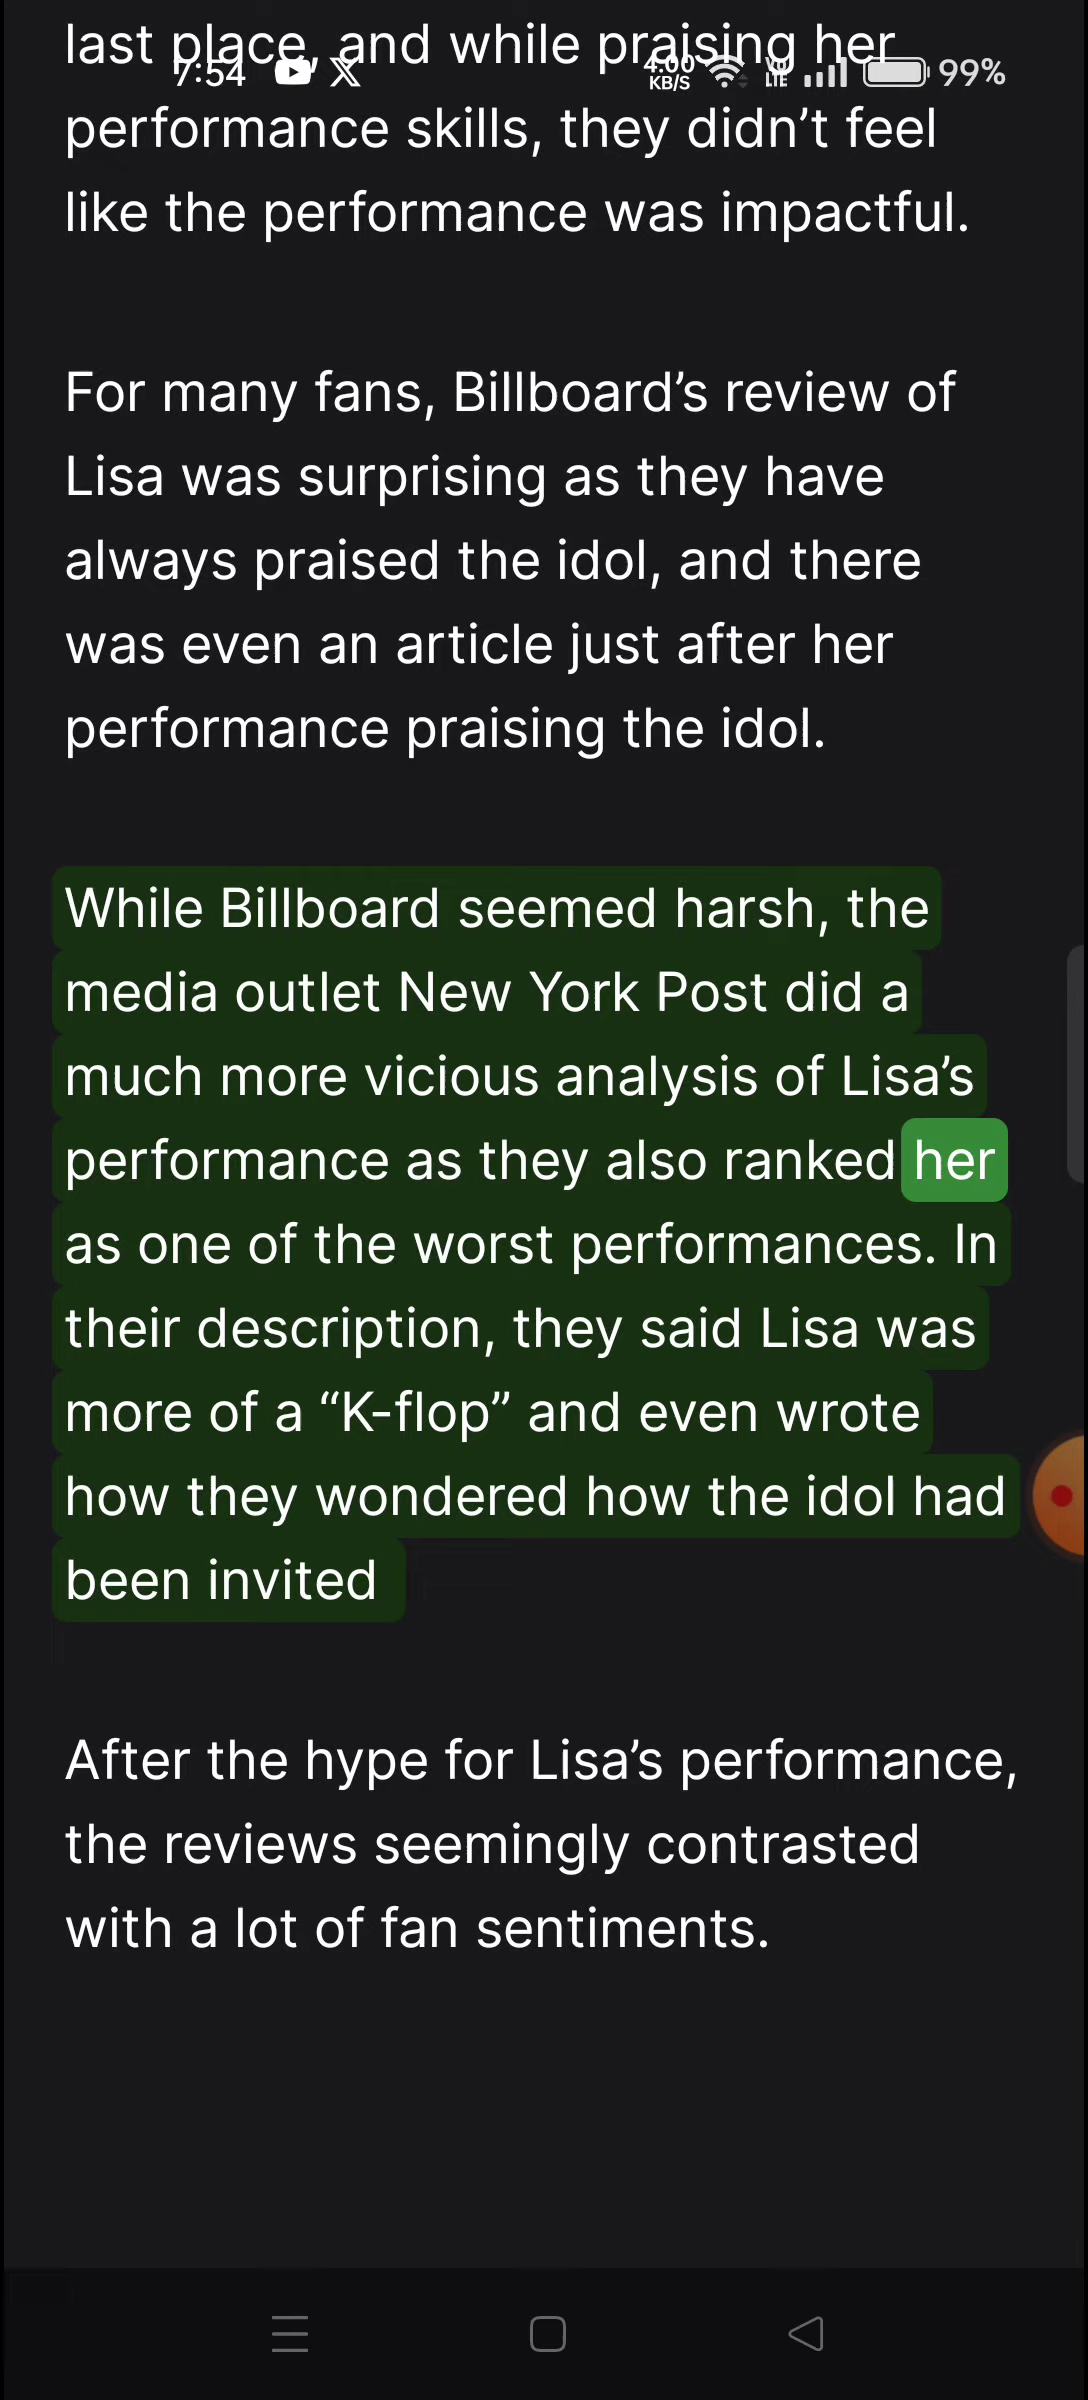 last place, and while praising her
7:54 4.00 KB/S VO LTE 99%
performance skills, they didn’t feel
like the performance was impactful.
For many fans, Billboard’s review of
Lisa was surprising as they have
always praised the idol, and there
was even an article just after her
performance praising the idol.
While Billboard seemed harsh, the
media outlet New York Post did a
much more vicious analysis of Lisa’s
performance as they also ranked her
as one of the worst performances. In
their description, they said Lisa was
more of a “K-flop” and even wrote
how they wondered how the idol had
been invited
After the hype for Lisa’s performance,
the reviews seemingly contrasted
with a lot of fan sentiments.